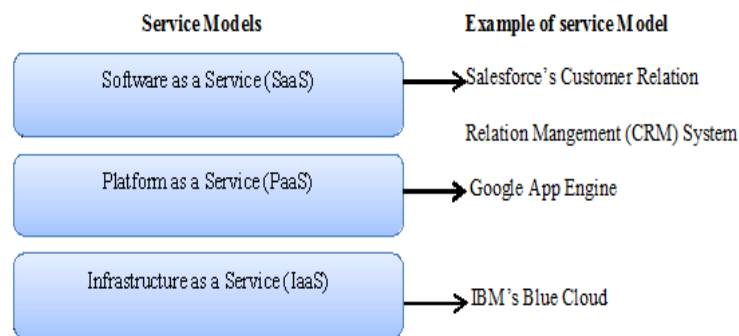 Service Models
Example of service Model
Software as a Service (SaaS)
Salesforce’s Customer Relation
Relation Mangement (CRM) System
Platform as a Service (PaaS)
Google App Engine
Infrastructure as a Service (IaaS)
IBM’s Blue Cloud